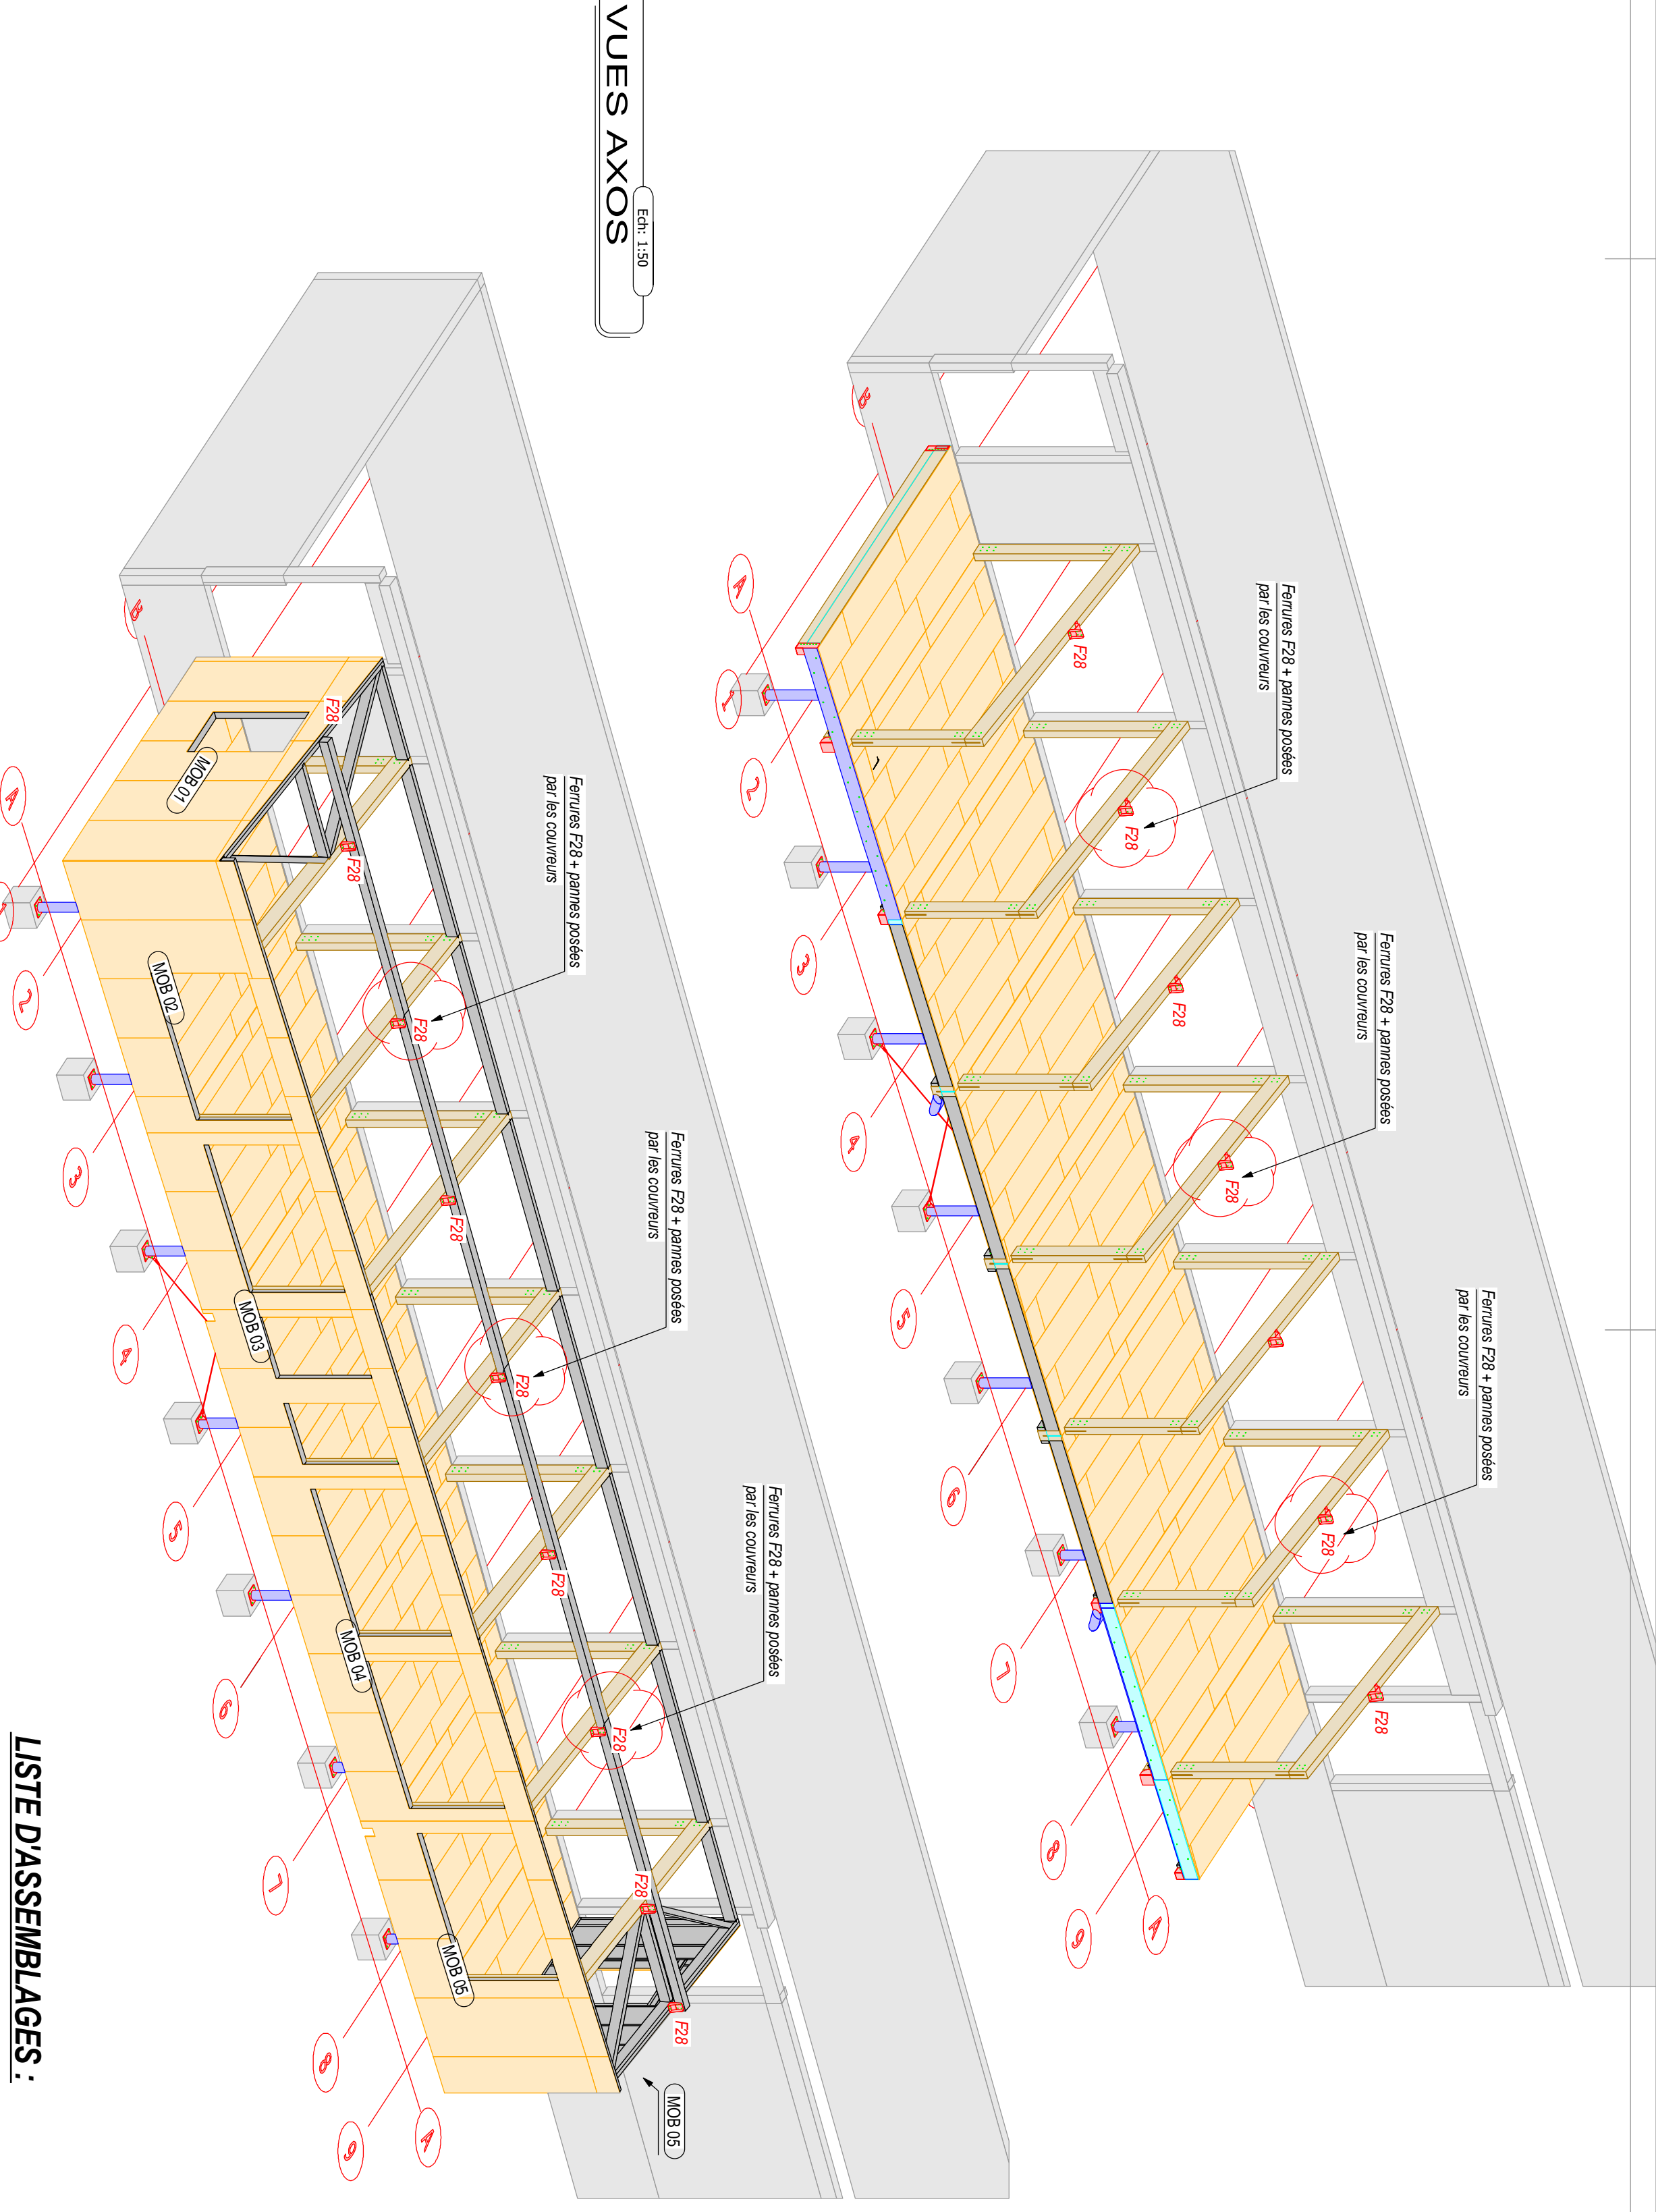 Ferrures F28 + pannes posées
par les couvreurs
Ferrures F28 + pannes posées
par les couvreurs
Ferrures F28 + pannes posées
par les couvreurs
F28
F28
F28
F28
F28
F28
B
A
1
2
3
4
5
6
7
8
9
A
Ech: 1:50
VUES AXOS
Ferrures F28 + pannes posées
par les couvreurs
Ferrures F28 + pannes posées
par les couvreurs
Ferrures F28 + pannes posées
par les couvreurs
MOB 05
F28
F28
F28
F28
F28
F28
F28
F28
F28
MOB 01
MOB 02
MOB 03
MOB 04
MOB 05
B
A
1
2
3
4
5
6
7
8
9
A
LISTE D'ASSEMBLAGES :